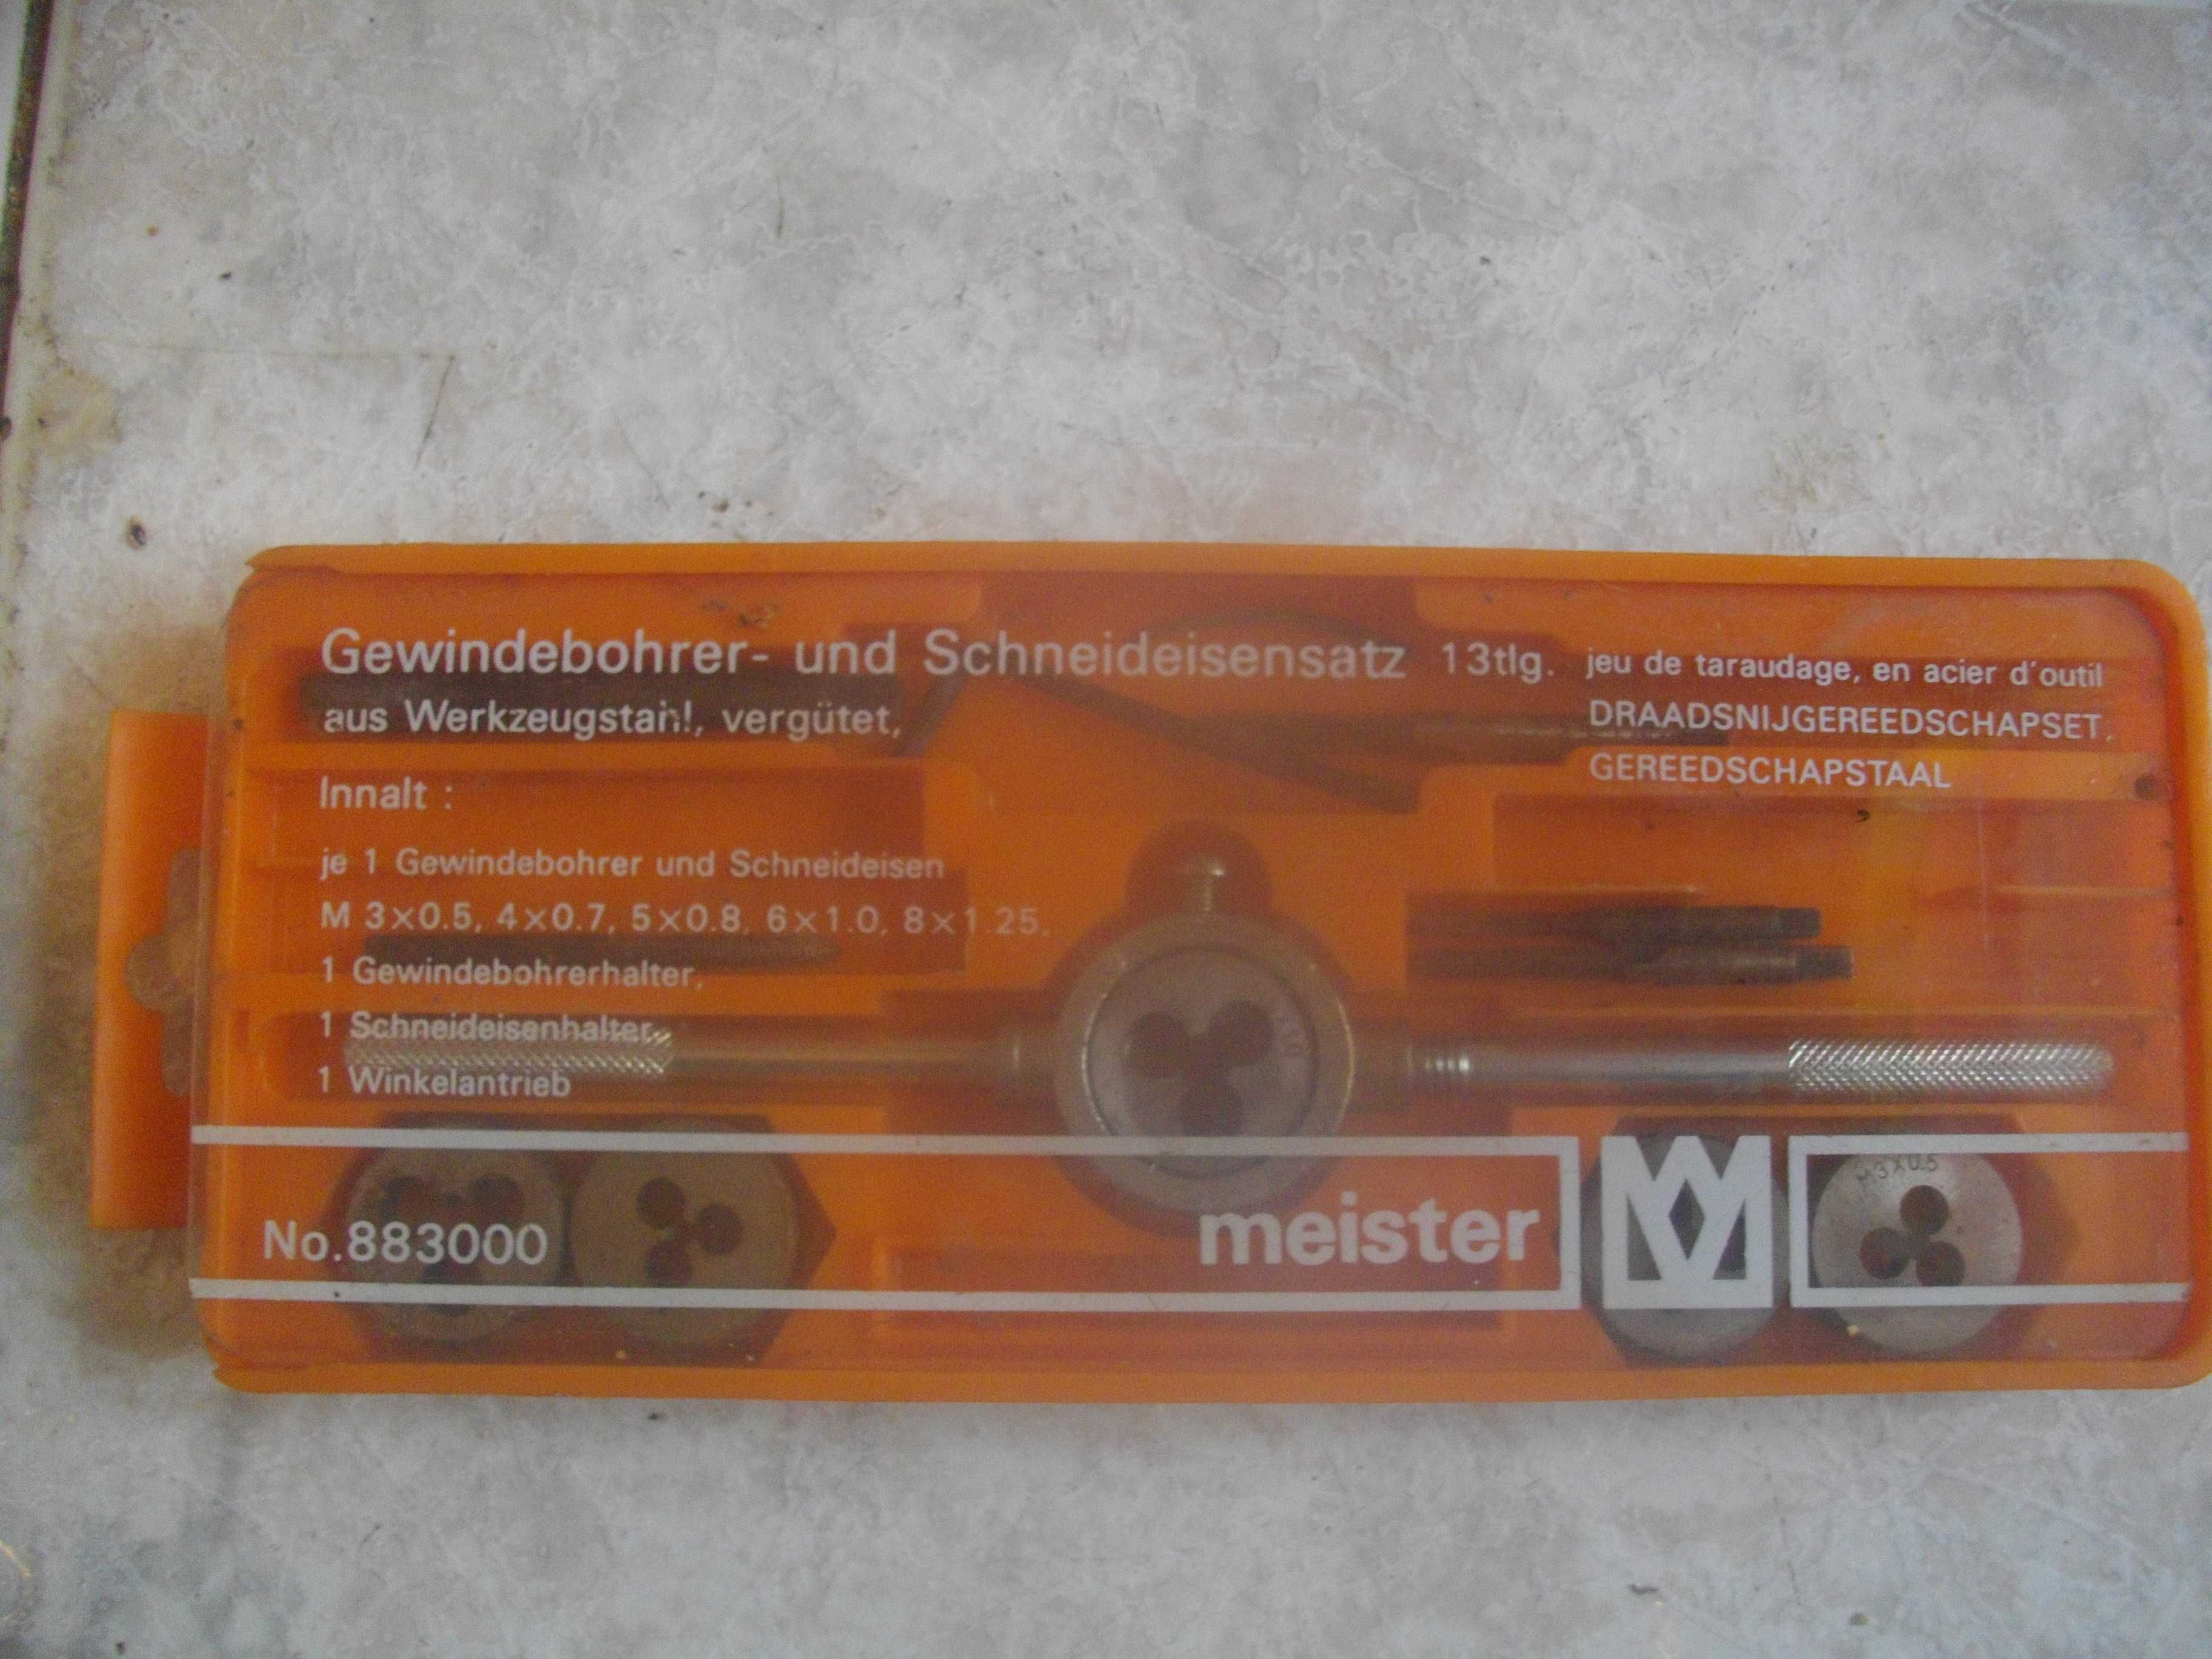 Gewindebohrer- und Schneideisensatz 13tlg.
aus Werkzeugstahl, vergütet,
jeu de taraudage, en acier d'outil
DRAADSNIJGEREEDSCHAPSET,
GEREEDSCHAPSTAAL
Innalt :
je 1 Gewindebohrer und Schneideisen
M 3×0.5, 4×0.7, 5×0.8, 6×1.0, 8×1.25,
1 Gewindebohrerhalter,
1 Schneideisenhalter,
1 Winkelantrieb
M3X0.5
No.883000
meister